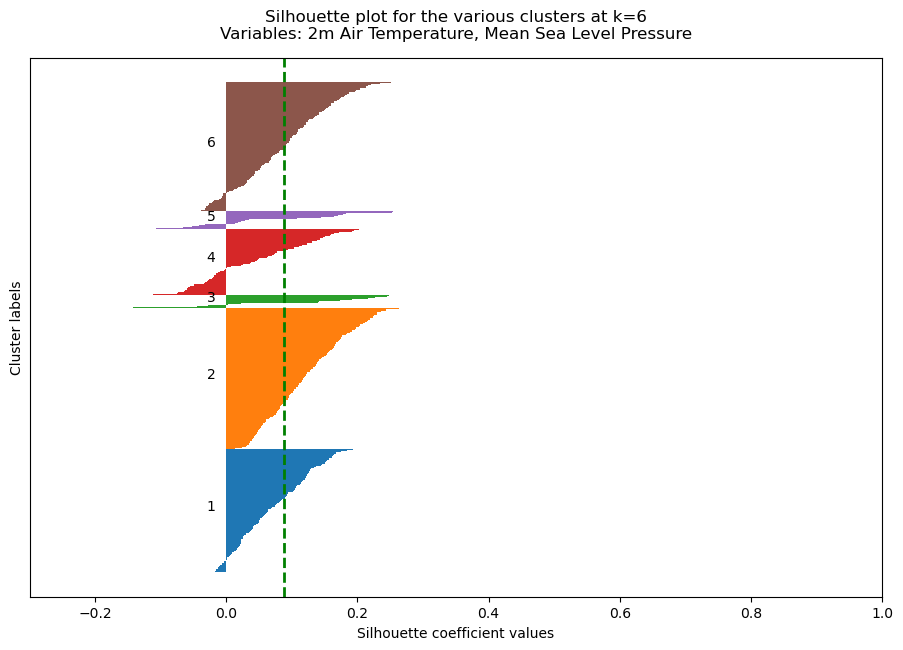 Silhouette plot for the various clusters at k=6
Variables: 2m Air Temperature, Mean Sea Level Pressure
Cluster labels
6
5
4
3
2
1
−0.2 0.0 0.2 0.4 0.6 0.8 1.0
Silhouette coefficient values